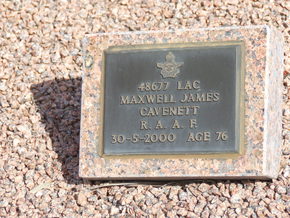 48677 LAC
MAXWELL JAMES
CAVENETT
R. A. A. F.
30-5-2000 AGE 76